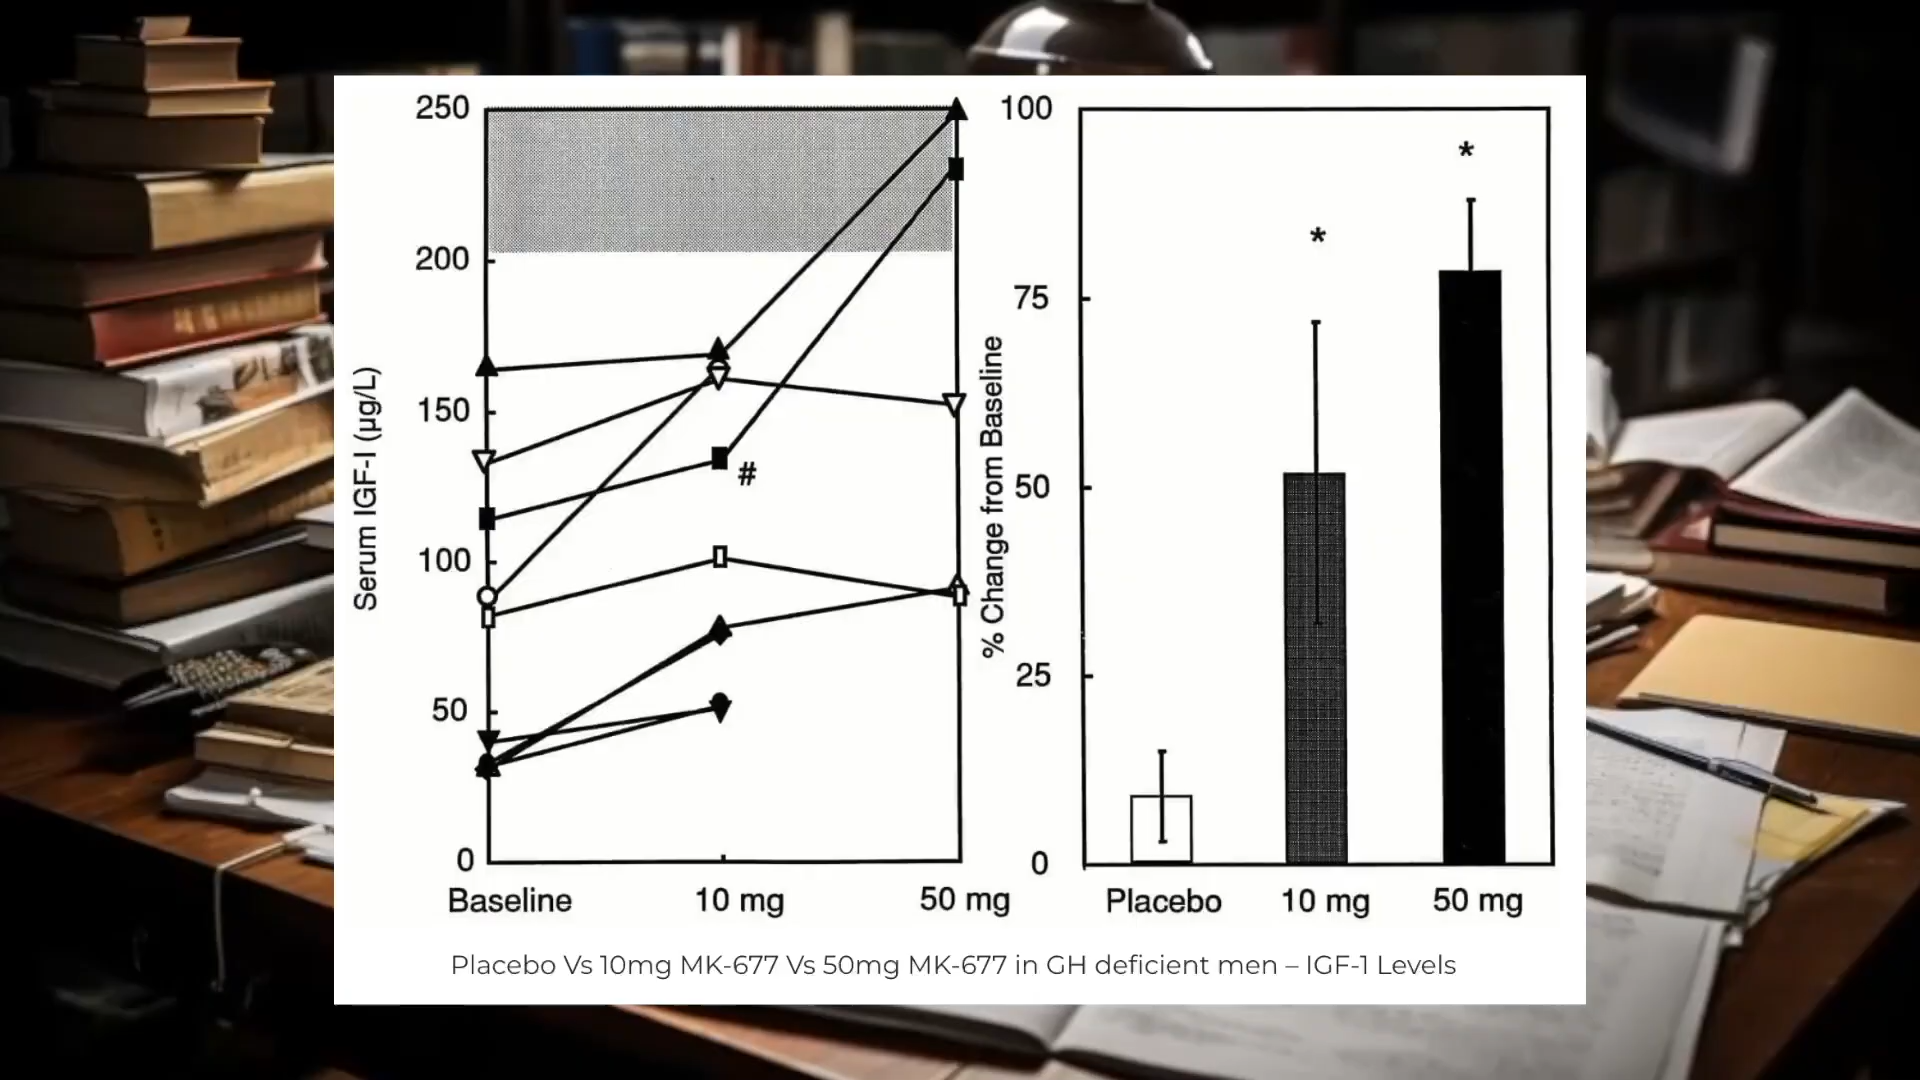 250
200
150
100
50
0
Serum IGF-I (µg/L)
#
Baseline
10 mg
50 mg
100
75
50
25
0
% Change from Baseline
*
*
Placebo
10 mg
50 mg
Placebo Vs 10mg MK-677 Vs 50mg MK-677 in GH deficient men – IGF-1 Levels